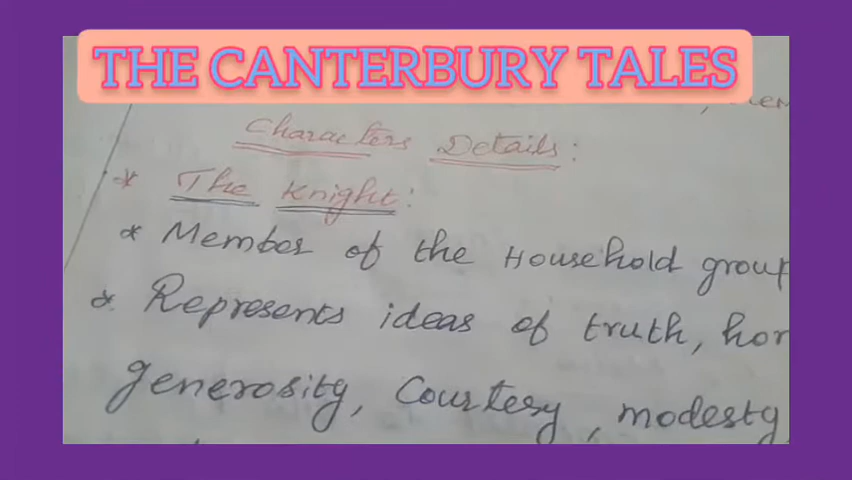 THE CANTERBURY TALES
Characters Details:
* The Knight:
* Member of the Household group
* Represents ideas of truth,
generosity, Courtesy, modesty